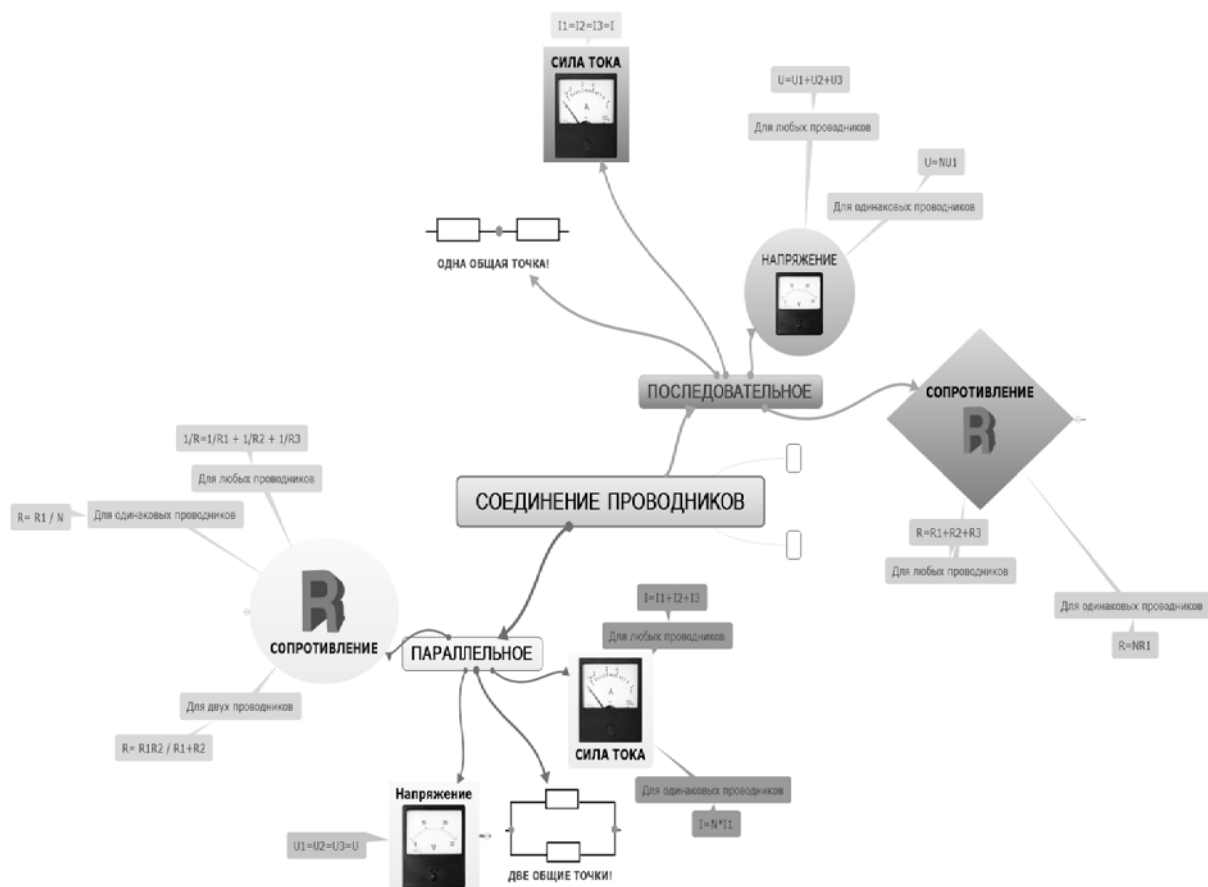 I1=I2=I3=I
СИЛА ТОКА
A
U=U1+U2+U3
Для любых проводников
U=NU1
Для одинаковых проводников
НАПРЯЖЕНИЕ
V
ОДНА ОБЩАЯ ТОЧКА!
ПОСЛЕДОВАТЕЛЬНОЕ
СОПРОТИВЛЕНИЕ
R
R=R1+R2+R3
Для любых проводников
Для одинаковых проводников
R=NR1
СОЕДИНЕНИЕ ПРОВОДНИКОВ
1/R=1/R1 + 1/R2 + 1/R3
Для любых проводников
R= R1 / N
Для одинаковых проводников
R
СОПРОТИВЛЕНИЕ
Для двух проводников
R= R1R2 / R1+R2
ПАРАЛЛЕЛЬНОЕ
I=I1+I2+I3
Для любых проводников
A
СИЛА ТОКА
Для одинаковых проводников
I=N*I1
Напряжение
V
U1=U2=U3=U
ДВЕ ОБЩИЕ ТОЧКИ!